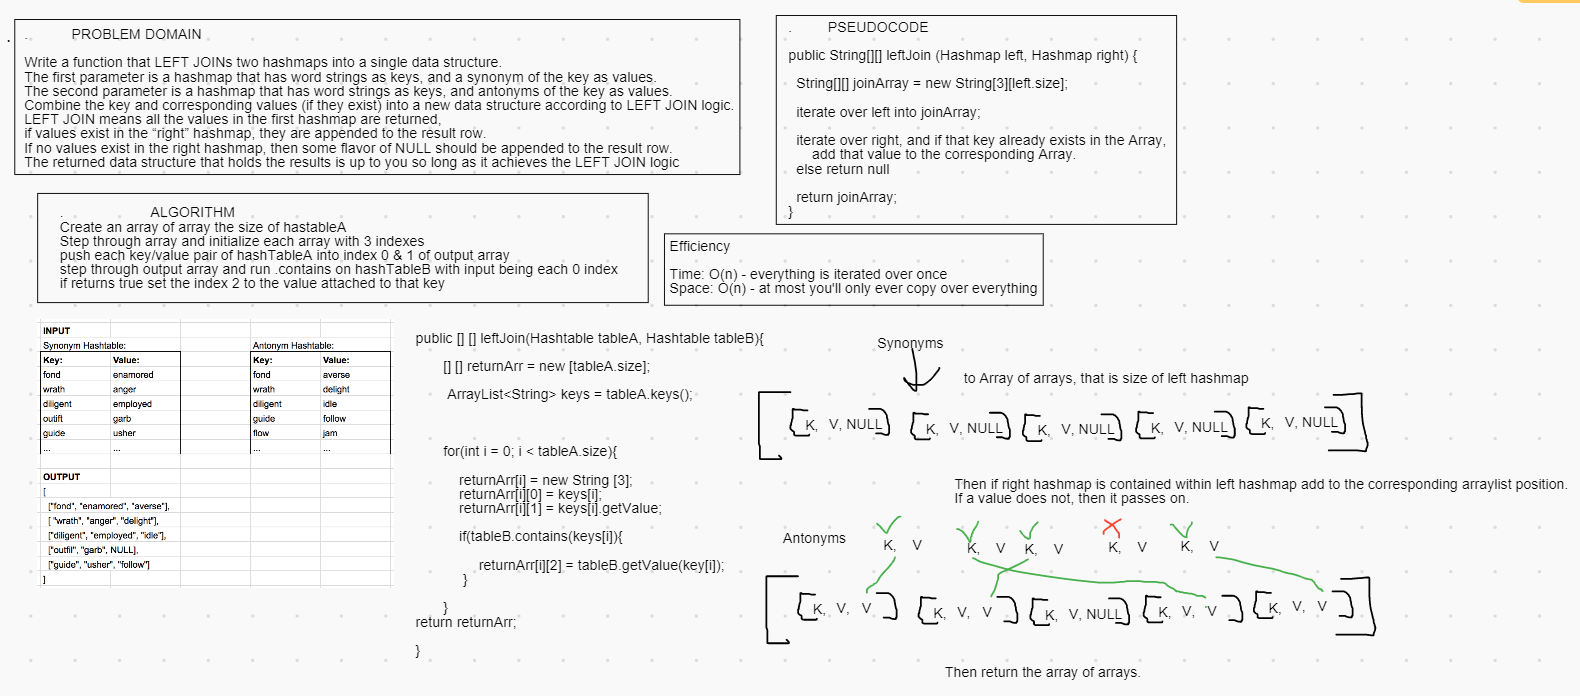 PROBLEM DOMAIN
Write a function that LEFT JOINs two hashmaps into a single data structure.
The first parameter is a hashmap that has word strings as keys, and a synonym of the key as values.
The second parameter is a hashmap that has word strings as keys, and antonyms of the key as values.
Combine the key and corresponding values (if they exist) into a new data structure according to LEFT JOIN logic.
LEFT JOIN means all the values in the first hashmap are returned,
if values exist in the “right” hashmap, they are appended to the result row.
If no values exist in the right hashmap, then some flavor of NULL should be appended to the result row.
The returned data structure that holds the results is up to you so long as it achieves the LEFT JOIN logic
PSEUDOCODE
public String[][] leftJoin (Hashmap left, Hashmap right) {
String[][] joinArray = new String[3][left.size];
iterate over left into joinArray;
iterate over right, and if that key already exists in the Array,
add that value to the corresponding Array.
else return null
return joinArray;
}
ALGORITHM
Create an array of array the size of hastableA
Step through array and initialize each array with 3 indexes
push each key/value pair of hashTableA into index 0 & 1 of output array
step through output array and run .contains on hashTableB with input being each 0 index
if returns true set the index 2 to the value attached to that key
Efficiency
Time: O(n) - everything is iterated over once
Space: O(n) - at most you'll only ever copy over everything
INPUT
Synonym Hashtable: Antonym Hashtable:
Key: Value: Key: Value:
fond enamored fond averse
wrath anger wrath delight
diligent employed diligent idle
outfit garb guide follow
guide usher flow jam
... ... ... ...
OUTPUT
[
["fond", "enamored", "averse"],
[ "wrath", "anger", "delight"],
["diligent", "employed", "idle"],
["outfit", "garb", NULL],
["guide", "usher", "follow"]
]
public [] [] leftJoin(Hashtable tableA, Hashtable tableB){
[] [] returnArr = new [tableA.size];
ArrayList<String> keys = tableA.keys();
for(int i = 0; i < tableA.size){
returnArr[i] = new String [3];
returnArr[i][0] = keys[i];
returnArr[i][1] = keys[i].getValue;
if(tableB.contains(keys[i]){
returnArr[i][2] = tableB.getValue(key[i]);
}
}
return returnArr;
}
Synonyms
to Array of arrays, that is size of left hashmap
[ [K, V, NULL] [K, V, NULL] [K, V, NULL] [K, V, NULL] [K, V, NULL] ]
Then if right hashmap is contained within left hashmap add to the corresponding arraylist position.
If a value does not, then it passes on.
Antonyms K, V K, V K, V K, V K, V
[ [K, V, V] [K, V, V] [K, V, NULL] [K, V, V] [K, V, V] ]
Then return the array of arrays.